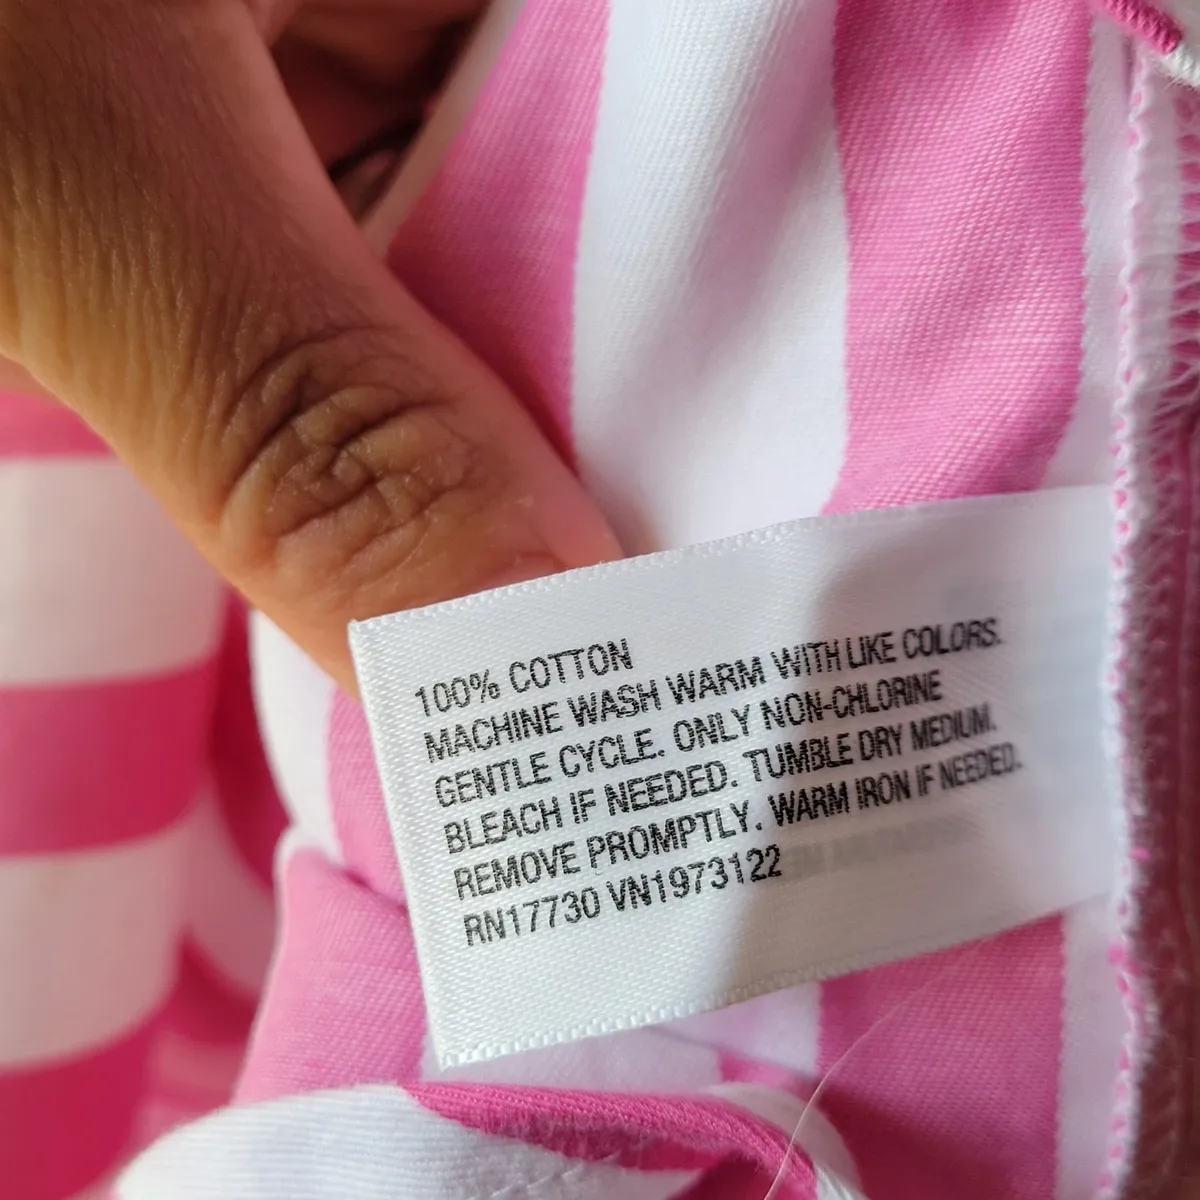 100% COTTON
MACHINE WASH WARM WITH LIKE COLORS.
GENTLE CYCLE. ONLY NON-CHLORINE
BLEACH IF NEEDED. TUMBLE DRY MEDIUM.
REMOVE PROMPTLY. WARM IRON IF NEEDED.
RN17730 VN1973122